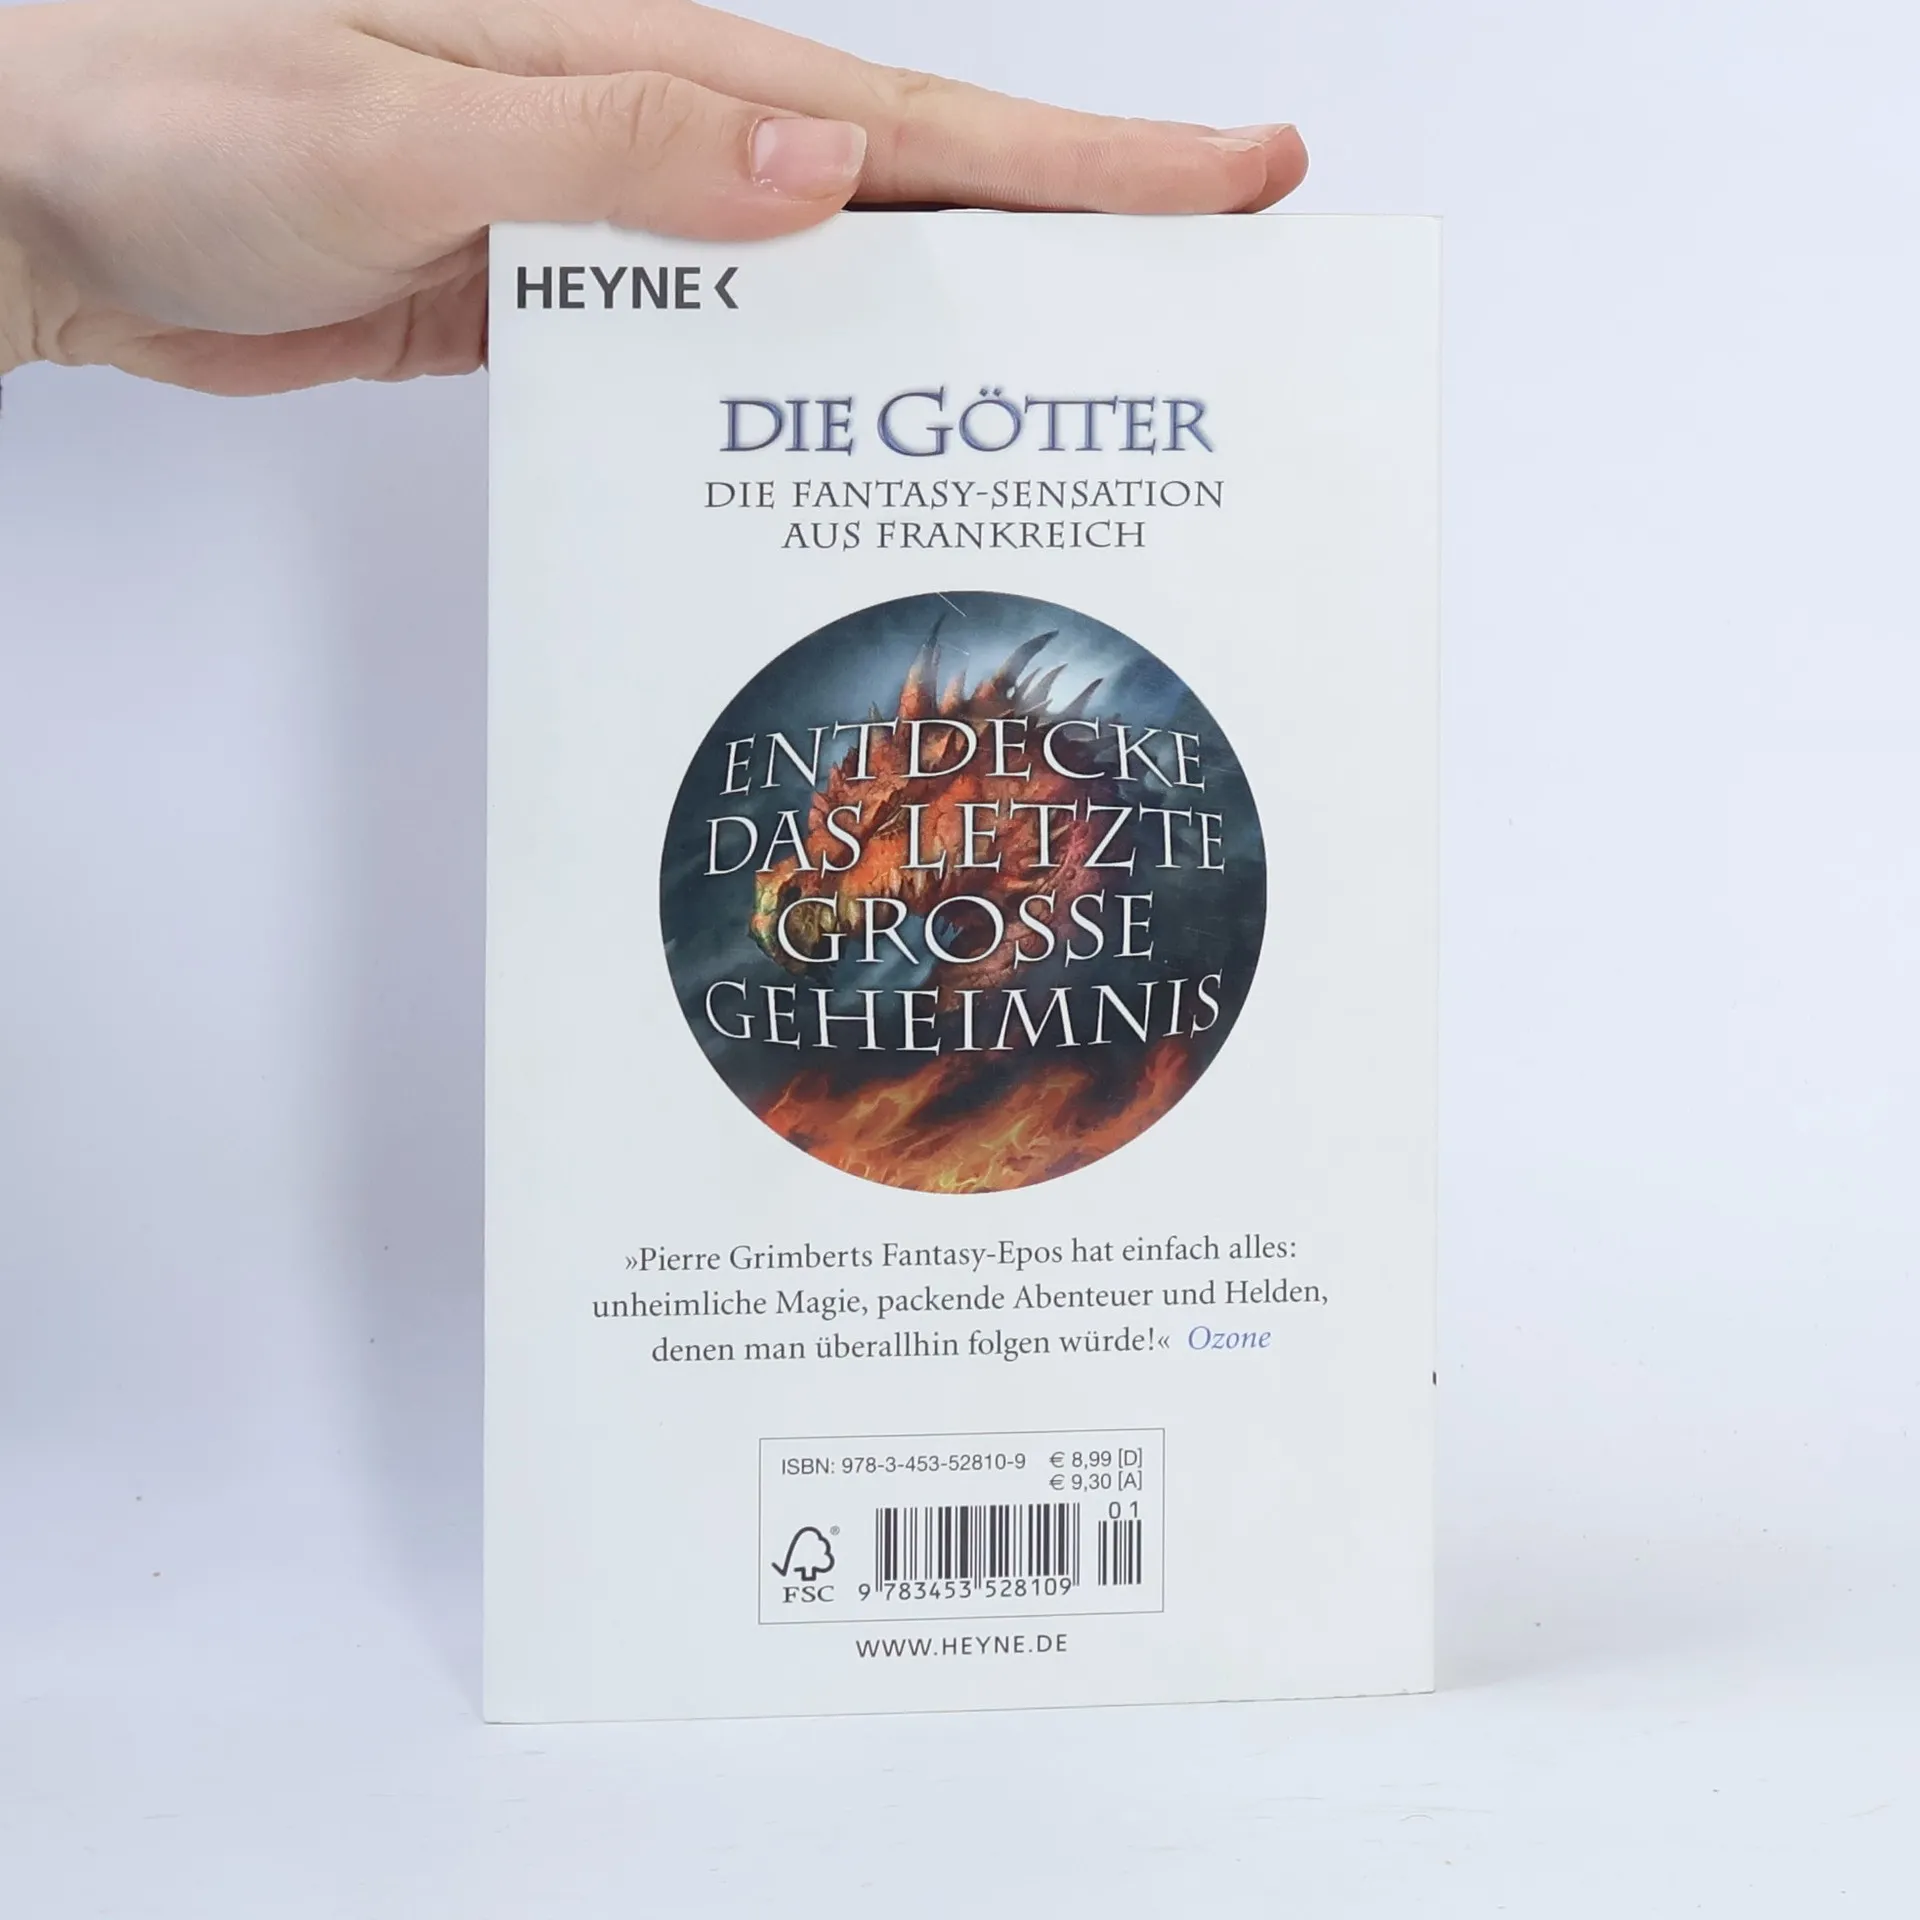 HEYNE <
DIE GÖTTER
DIE FANTASY-SENSATION
AUS FRANKREICH
ENTDECKE
DAS LETZTE
GROSSE
GEHEIMNIS
»Pierre Grimberts Fantasy-Epos hat einfach alles:
unheimliche Magie, packende Abenteuer und Helden,
denen man überallhin folgen würde!« Ozone
ISBN: 978-3-453-52810-9 € 8,99 [D]
€ 9,30 [A]
01
® FSC
9 783453 528109
WWW.HEYNE.DE